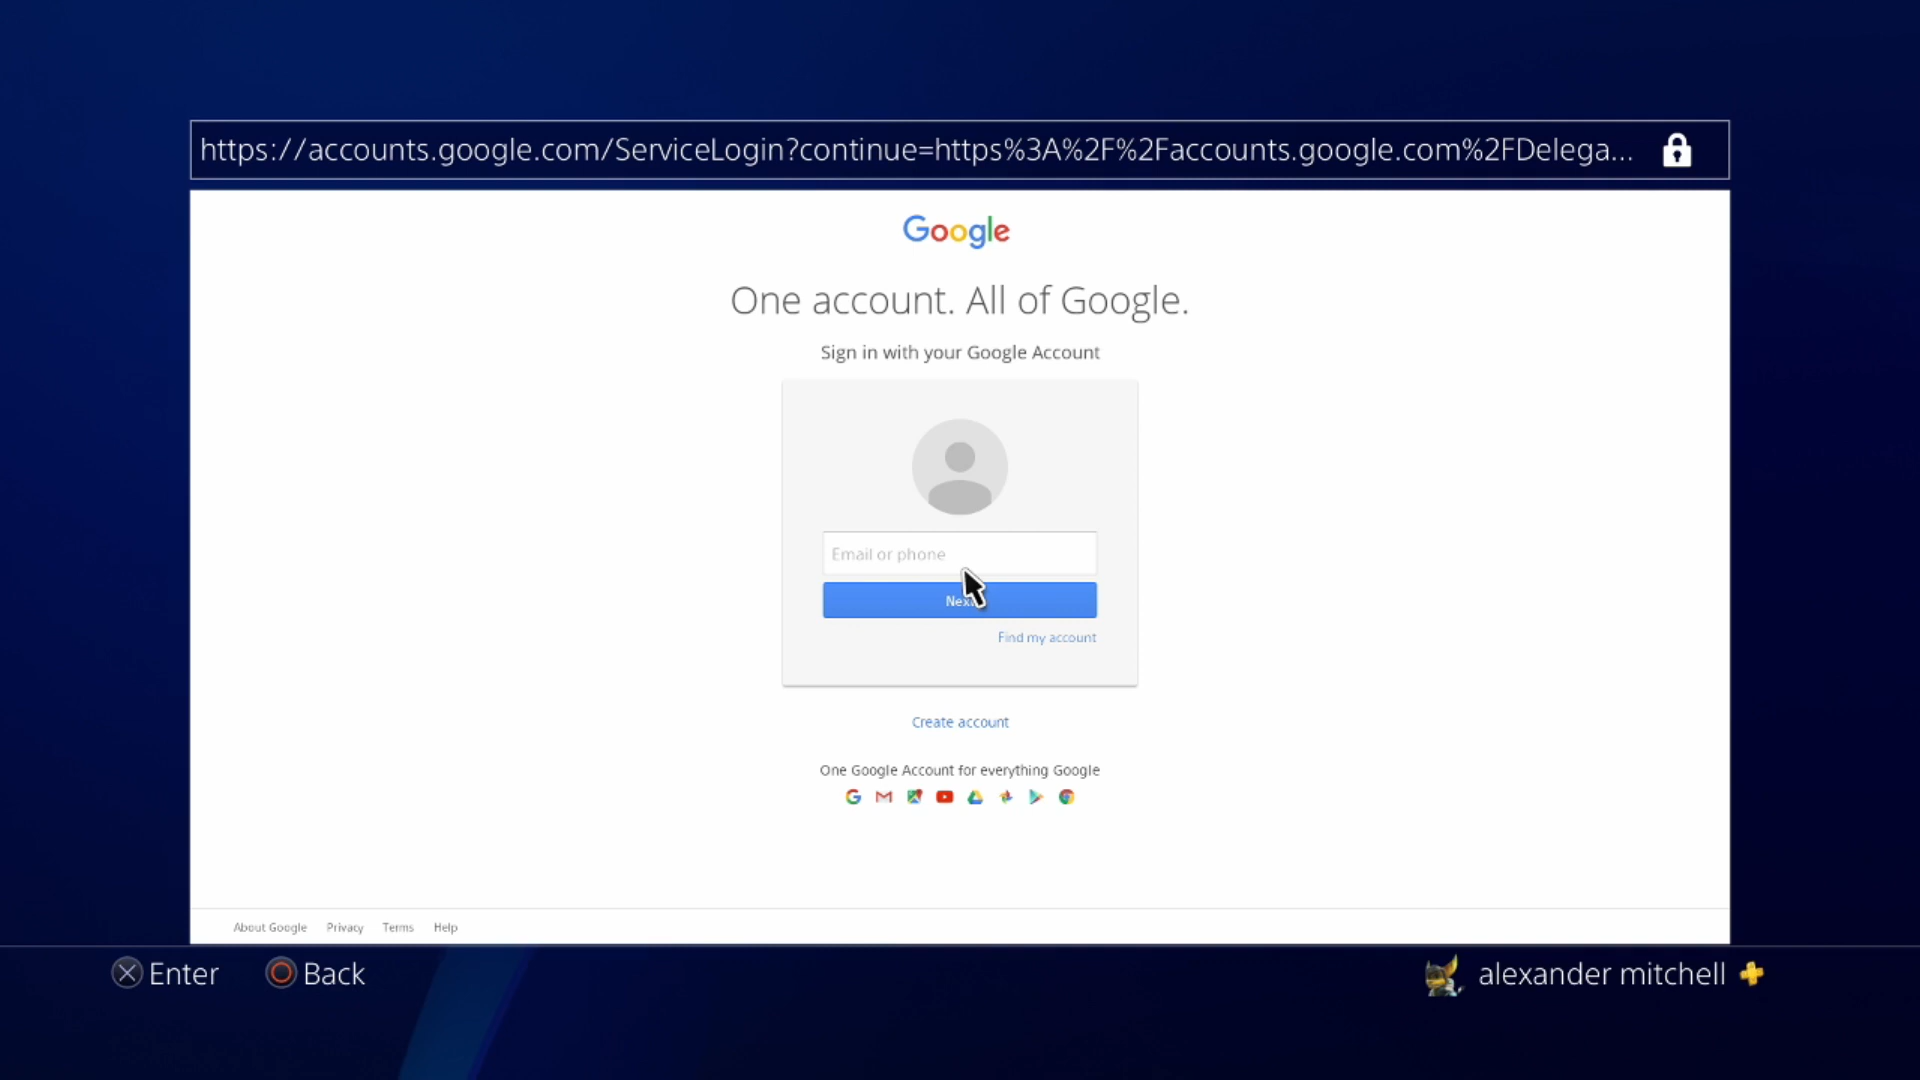 https://accounts.google.com/ServiceLogin?continue=https%3A%2F%2Faccounts.google.com%2FDelega...
Google
One account. All of Google.
Sign in with your Google Account
Email or phone
Find my account
Create account
One Google Account for everything Google
About Google Privacy Terms Help
Enter Back alexander mitchell